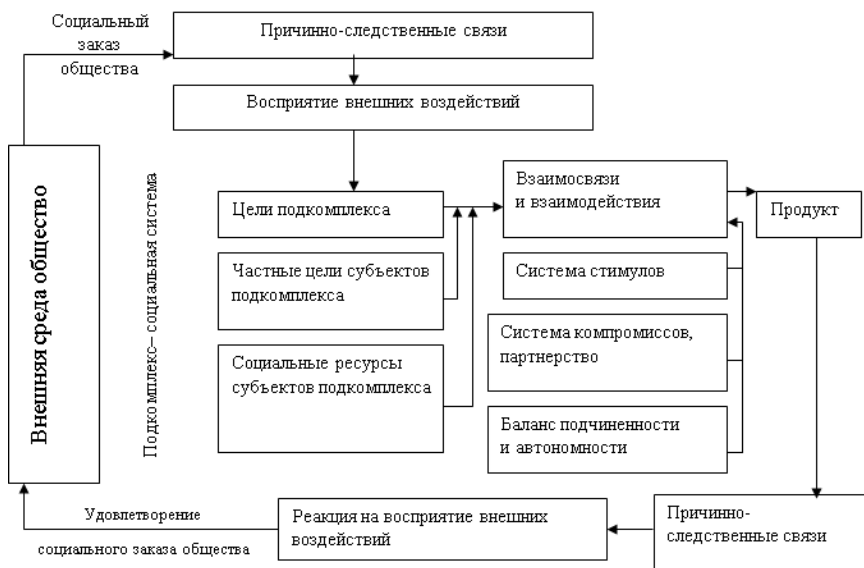 Социальный
заказ
общества
Причинно-следственные связи
Восприятие внешних воздействий
Внешняя среда общество
Подкомплекс– социальная система
Цели подкомплекса
Взаимосвязи
и взаимодействия
Продукт
Частные цели субъектов
подкомплекса
Система стимулов
Социальные ресурсы
субъектов подкомплекса
Система компромиссов,
партнерство
Баланс подчиненности
и автономности
Удовлетворение
социального заказа общества
Реакция на восприятие внешних
воздействий
Причинно-
следственные связи